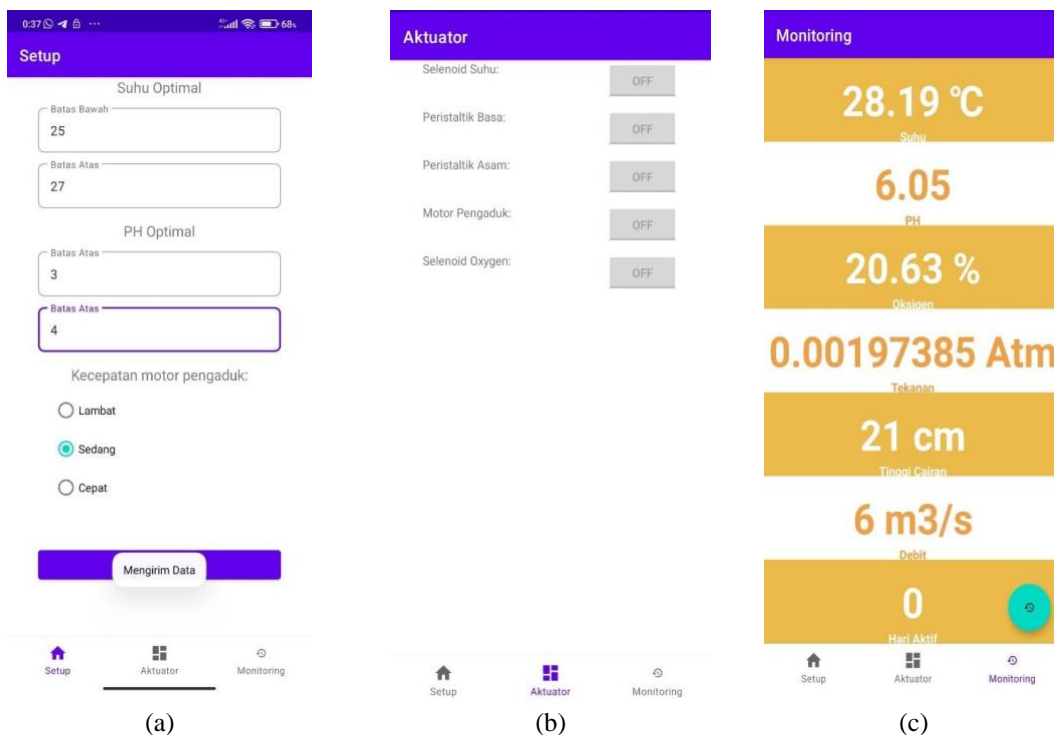 0:37 ... 68%
Setup
Suhu Optimal
Batas Bawah
25
Batas Atas
27
PH Optimal
Batas Atas
3
Batas Atas
4
Kecepatan motor pengaduk:
Lambat
Sedang
Cepat
Mengirim Data
Setup Aktuator Monitoring
(a)
Aktuator
Selenoid Suhu: OFF
Peristaltik Basa: OFF
Peristaltik Asam: OFF
Motor Pengaduk: OFF
Selenoid Oxygen: OFF
Setup Aktuator Monitoring
(b)
Monitoring
28.19 °C
Suhu
6.05
PH
20.63 %
Oksigen
0.00197385 Atm
Tekanan
21 cm
Tinggi Cairan
6 m3/s
Debit
0
Hari Aktif
Setup Aktuator Monitoring
(c)